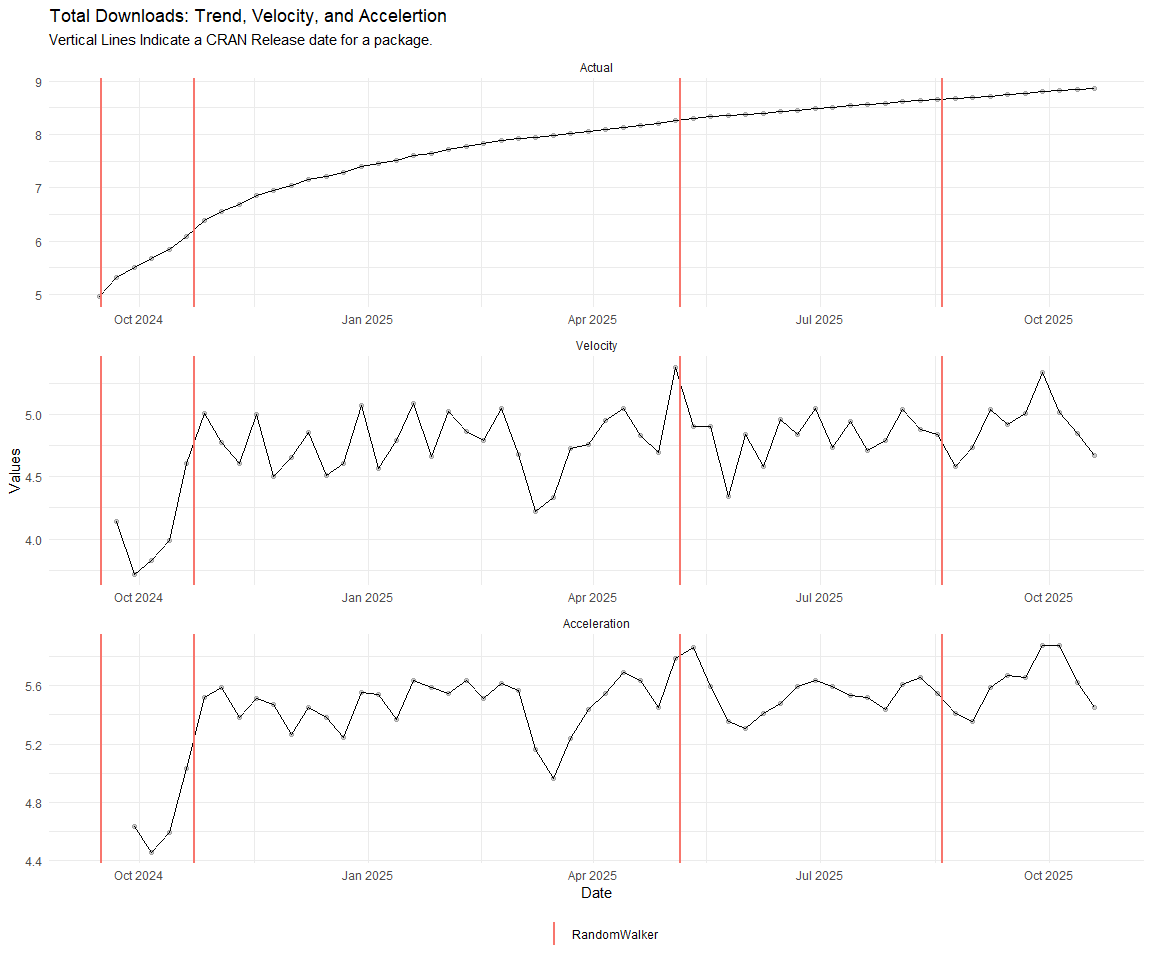 Total Downloads: Trend, Velocity, and Accelertion
Vertical Lines Indicate a CRAN Release date for a package.
Actual
9
8
7
6
5
Oct 2024 Jan 2025 Apr 2025 Jul 2025 Oct 2025
Velocity
Values
5.0
4.5
4.0
Oct 2024 Jan 2025 Apr 2025 Jul 2025 Oct 2025
Acceleration
5.6
5.2
4.8
4.4
Oct 2024 Jan 2025 Apr 2025 Jul 2025 Oct 2025
Date
RandomWalker